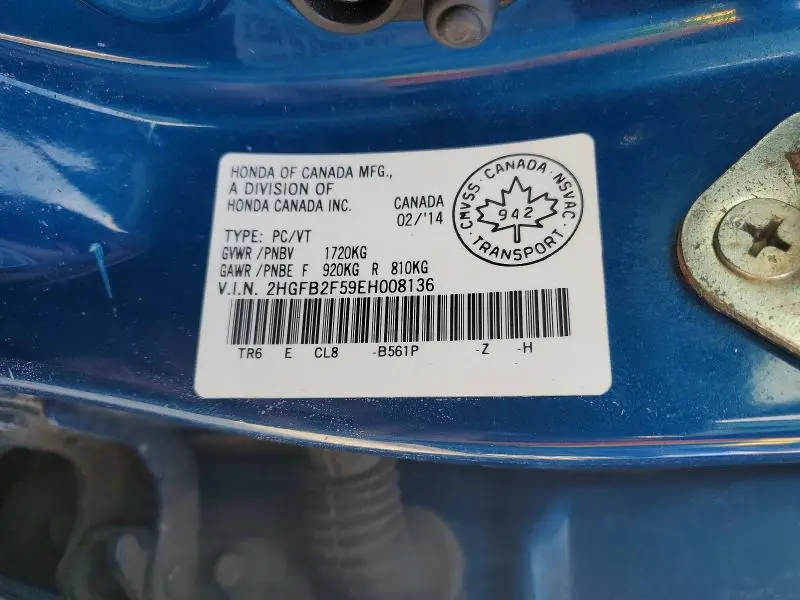 HONDA OF CANADA MFG.,
A DIVISION OF
HONDA CANADA INC.
CANADA
02/'14
CMVSS · CANADA · NSVAC
942
· TRANSPORT ·
TYPE: PC/VT
GVWR /PNBV 1720KG
GAWR /PNBE F 920KG R 810KG
V.I.N. 2HGFB2F59EH008136
TR6 E CL8 -B561P -Z -H